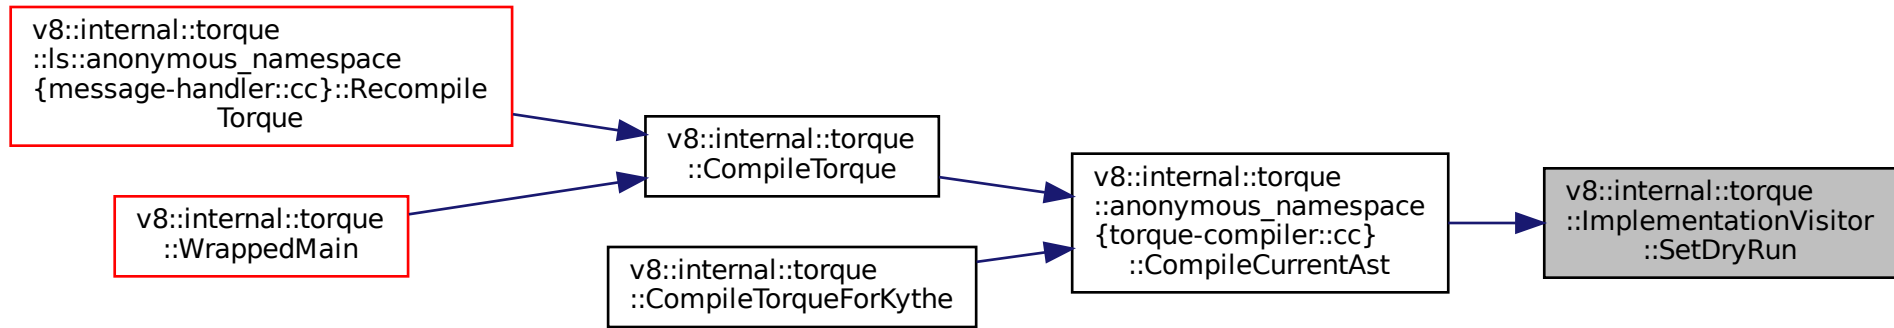 v8::internal::torque
::ls::anonymous_namespace
{message-handler::cc}::Recompile
Torque
v8::internal::torque
::WrappedMain
v8::internal::torque
::CompileTorque
v8::internal::torque
::CompileTorqueForKythe
v8::internal::torque
::anonymous_namespace
{torque-compiler::cc}
::CompileCurrentAst
v8::internal::torque
::ImplementationVisitor
::SetDryRun